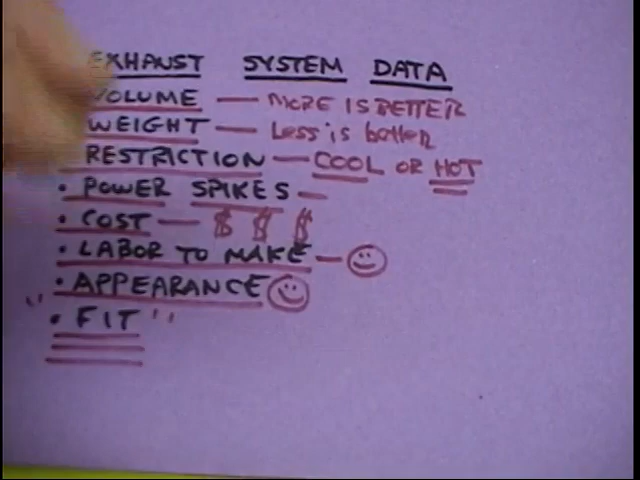 EXHAUST SYSTEM DATA
VOLUME — MORE IS BETTER
WEIGHT — Less is better
RESTRICTION — COOL OR HOT
• POWER SPIKES —
• COST — $ $ $
• LABOR TO MAKE —
• APPEARANCE
" • FIT "